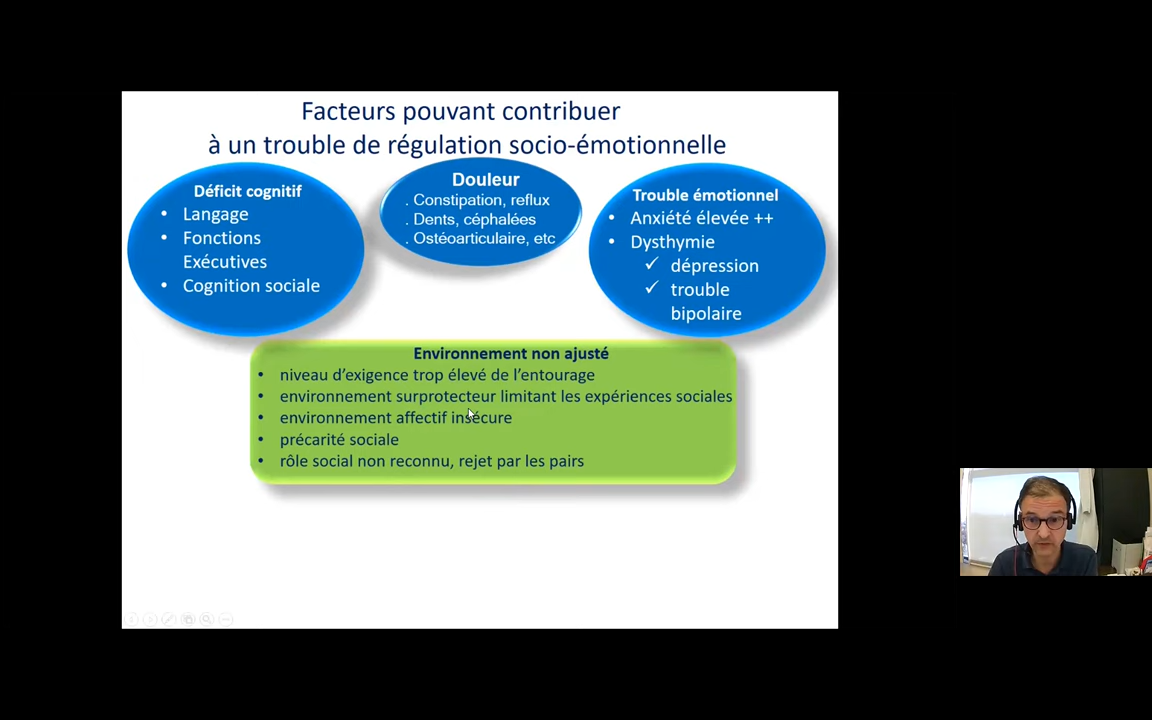 Facteurs pouvant contribuer
à un trouble de régulation socio-émotionnelle
Déficit cognitif
• Langage
• Fonctions
Exécutives
• Cognition sociale
Douleur
. Constipation, reflux
. Dents, céphalées
. Ostéoarticulaire, etc
Trouble émotionnel
• Anxiété élevée ++
• Dysthymie
✓ dépression
✓ trouble
bipolaire
Environnement non ajusté
• niveau d’exigence trop élevé de l’entourage
• environnement surprotecteur limitant les expériences sociales
• environnement affectif insécure
• précarité sociale
• rôle social non reconnu, rejet par les pairs